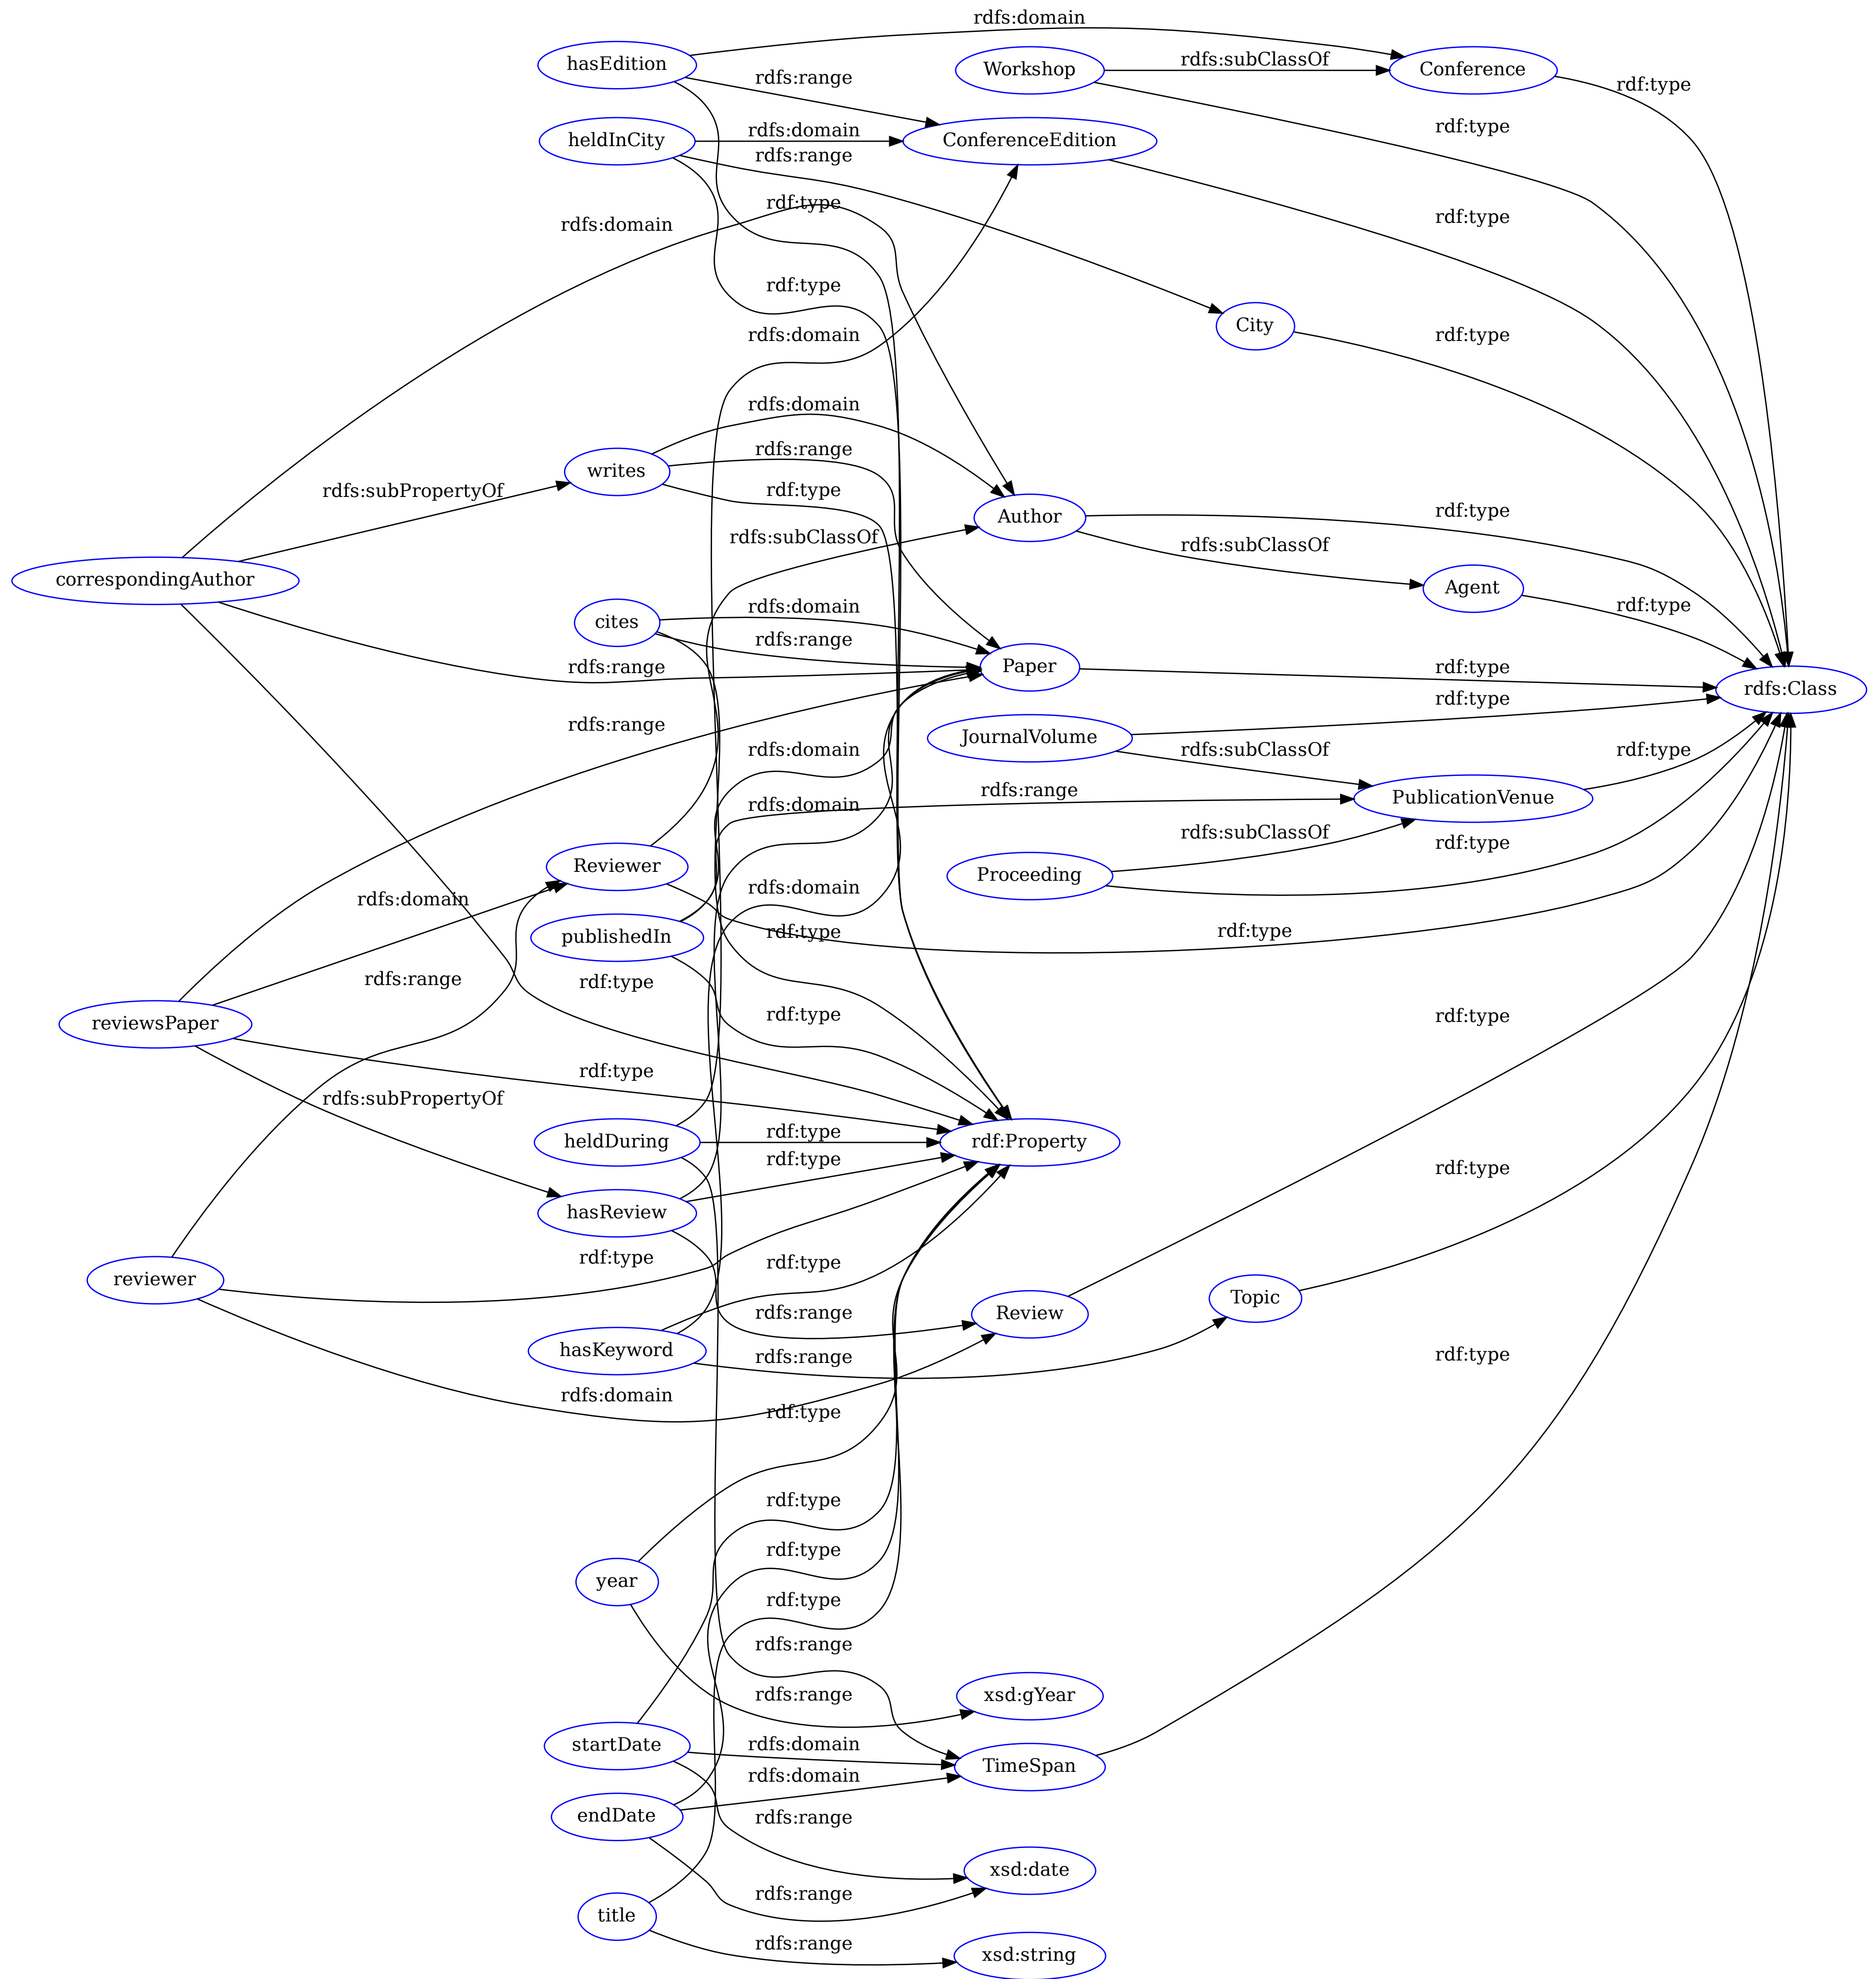 rdfs:domain
hasEdition
Workshop
rdfs:subClassOf
Conference
rdfs:range
rdf:type
heldInCity
rdfs:domain
ConferenceEdition
rdf:type
rdfs:range
rdf:type
rdfs:domain
rdf:type
rdf:type
City
rdfs:domain
rdf:type
rdfs:domain
writes
rdfs:range
rdfs:subPropertyOf
rdf:type
Author
rdf:type
rdfs:subClassOf
rdfs:subClassOf
correspondingAuthor
Agent
rdf:type
cites
rdfs:domain
rdfs:range
rdfs:range
Paper
rdf:type
rdfs:Class
rdf:type
rdfs:range
JournalVolume
rdfs:domain
rdfs:subClassOf
rdf:type
rdfs:domain
rdfs:range
PublicationVenue
rdfs:subClassOf
rdf:type
Reviewer
Proceeding
rdfs:domain
rdfs:domain
publishedIn
rdf:type
rdf:type
rdfs:range
rdf:type
reviewsPaper
rdf:type
rdf:type
rdf:type
rdfs:subPropertyOf
heldDuring
rdf:type
rdf:Property
rdf:type
rdf:type
hasReview
rdf:type
rdf:type
reviewer
Topic
Review
rdfs:range
hasKeyword
rdfs:range
rdf:type
rdfs:domain
rdf:type
rdf:type
rdf:type
year
rdf:type
rdfs:range
rdfs:range
xsd:gYear
startDate
rdfs:domain
TimeSpan
rdfs:domain
endDate
rdfs:range
xsd:date
rdfs:range
title
rdfs:range
xsd:string